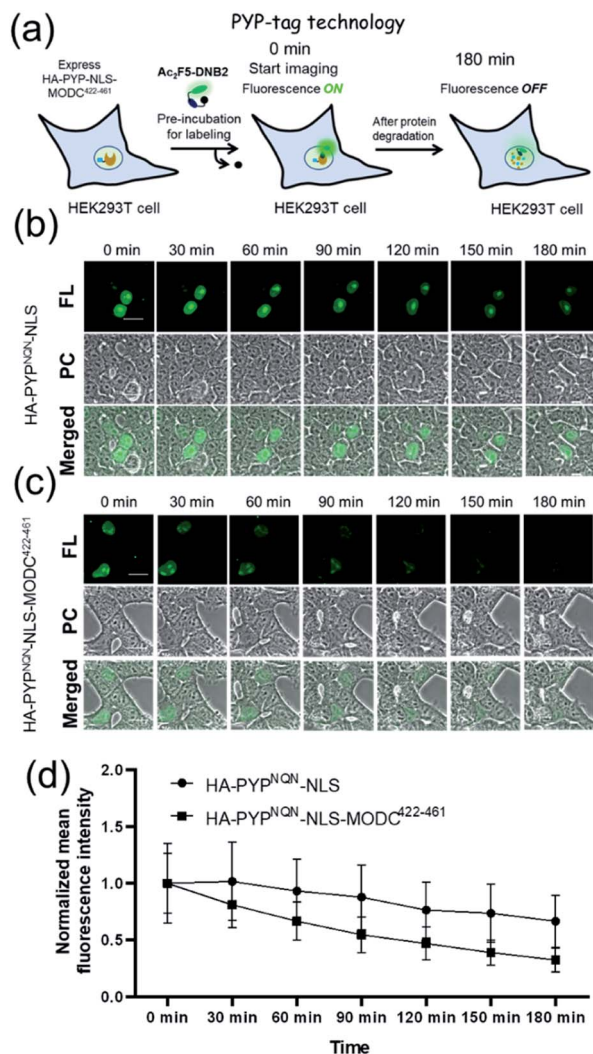 (a)
PYP-tag technology
Express
HA-PYP-NLS-
MODC422-461
Ac2F5-DNB2
Pre-incubation
for labeling
0 min
Start imaging
Fluorescence ON
After protein
degradation
180 min
Fluorescence OFF
HEK293T cell
HEK293T cell
HEK293T cell
(b)
0 min 30 min 60 min 90 min 120 min 150 min 180 min
HA-PYPNQN-NLS
FL
PC
Merged
(c)
0 min 30 min 60 min 90 min 120 min 150 min 180 min
HA-PYPNQN-NLS-MODC422-461
FL
PC
Merged
(d)
HA-PYPNQN-NLS
HA-PYPNQN-NLS-MODC422-461
Normalized mean
fluorescence intensity
2.0
1.5
1.0
0.5
0.0
0 min 30 min 60 min 90 min 120 min 150 min 180 min
Time